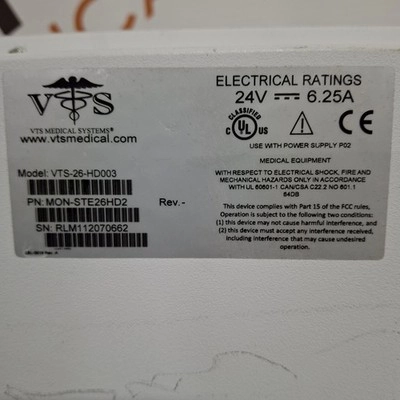 VTS
VTS MEDICAL SYSTEMS®
www.vtsmedical.com
Model: VTS-26-HD003
PN: MON-STE26HD2
Rev.-
SN: RLM112070662
ELECTRICAL RATINGS
24V 6.25A
CLASSIFIED
C UL US
CE
USE WITH POWER SUPPLY P02
MEDICAL EQUIPMENT
WITH RESPECT TO ELECTRICAL SHOCK, FIRE AND
MECHANICAL HAZARDS ONLY IN ACCORDANCE
WITH UL 60601-1 CAN/CSA C22.2 NO 601.1
64DB
This device complies with Part 15 of the FCC rules,
Operation is subject to the following two conditions:
(1) this device may not cause harmful interference, and
(2) this device must accept any interference received,
including interference that may cause undesired
operation.